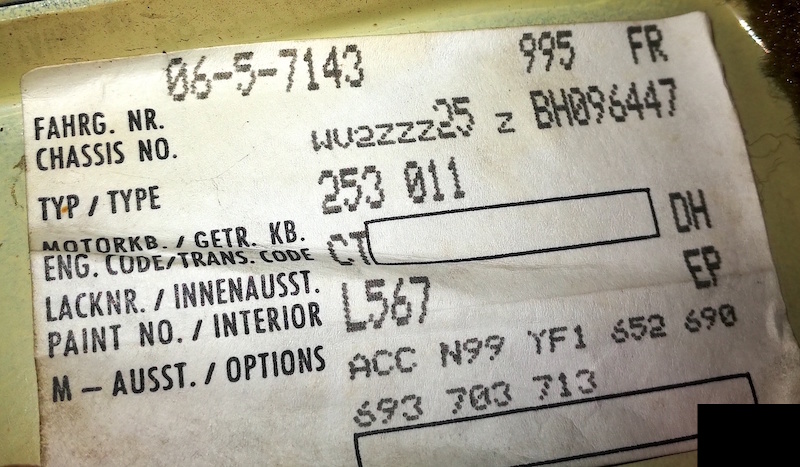 06-5-7143 995 FR
FAHRG. NR.
CHASSIS NO. WV2ZZZ25 Z BH096447
TYP / TYPE 253 011
MOTORKB. / GETR. KB.
ENG. CODE/TRANS. CODE CT DH
LACKNR. / INNENAUSST.
PAINT NO. / INTERIOR L567 EP
M – AUSST. / OPTIONS ACC N99 YF1 652 690
693 703 713